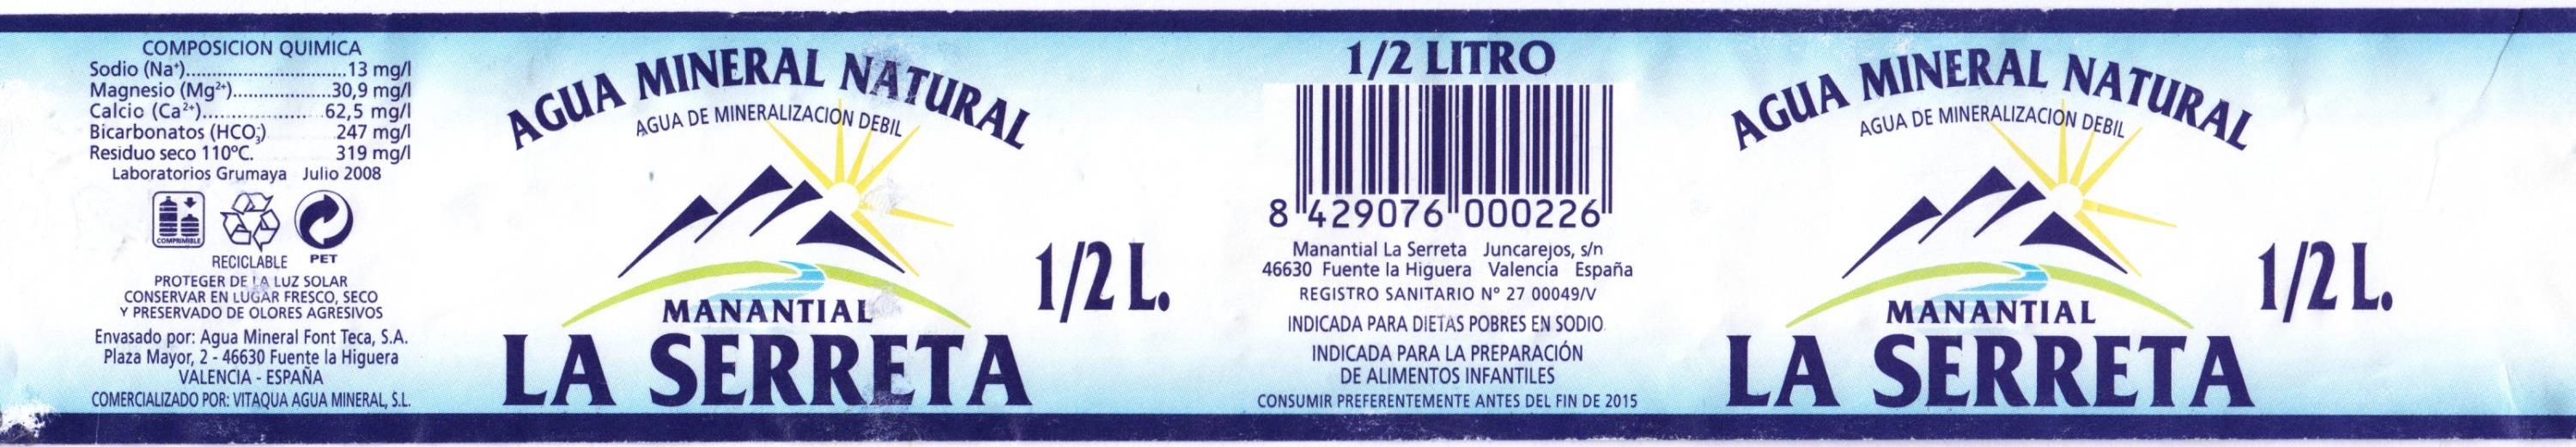 COMPOSICION QUIMICA
Sodio (Na⁺)..............................13 mg/l
Magnesio (Mg²⁺)..................30,9 mg/l
Calcio (Ca²⁺)................... 62,5 mg/l
Bicarbonatos (HCO₃⁻) 247 mg/l
Residuo seco 110ºC. 319 mg/l
Laboratorios Grumaya Julio 2008
COMPRIMIBLE
RECICLABLE PET
PROTEGER DE LA LUZ SOLAR
CONSERVAR EN LUGAR FRESCO, SECO
Y PRESERVADO DE OLORES AGRESIVOS
Envasado por: Agua Mineral Font Teca, S.A.
Plaza Mayor, 2 - 46630 Fuente la Higuera
VALENCIA - ESPAÑA
COMERCIALIZADO POR: VITAQUA AGUA MINERAL, S.L.
AGUA MINERAL NATURAL
AGUA DE MINERALIZACION DEBIL
MANANTIAL
LA SERRETA
1/2 L.
1/2 LITRO
8 429076 000226
Manantial La Serreta Juncarejos, s/n
46630 Fuente la Higuera Valencia España
REGISTRO SANITARIO Nº 27 00049/V
INDICADA PARA DIETAS POBRES EN SODIO
INDICADA PARA LA PREPARACIÓN
DE ALIMENTOS INFANTILES
CONSUMIR PREFERENTEMENTE ANTES DEL FIN DE 2015
AGUA MINERAL NATURAL
AGUA DE MINERALIZACION DEBIL
MANANTIAL
LA SERRETA
1/2 L.